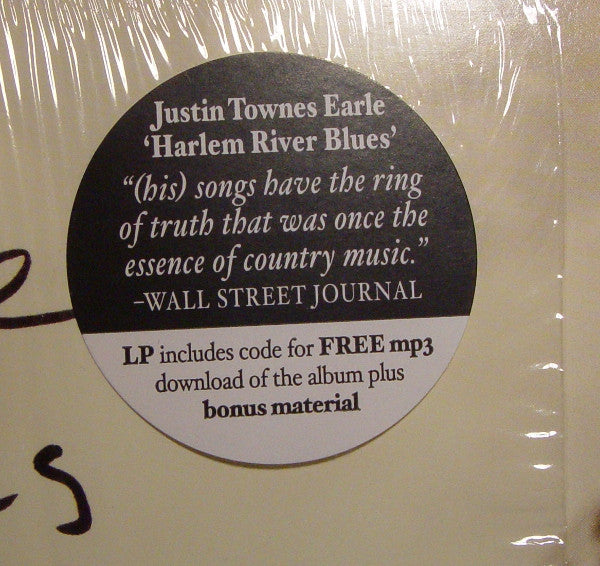 Justin Townes Earle
‘Harlem River Blues’
“(his) songs have the ring
of truth that was once the
essence of country music.”
–WALL STREET JOURNAL
LP includes code for FREE mp3
download of the album plus
bonus material